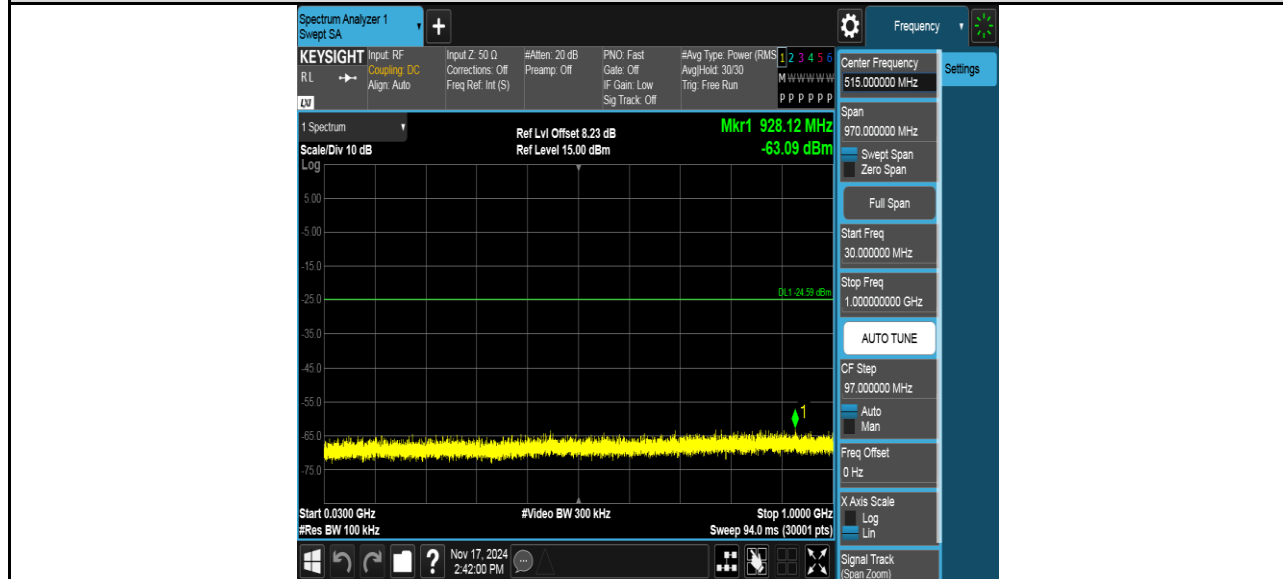 Spectrum Analyzer 1
Swept SA
Frequency
KEYSIGHT
RL
LXI
Input: RF
Coupling: DC
Align: Auto
Input Z: 50 Ω
Corrections: Off
Freq Ref: Int (S)
#Atten: 20 dB
Preamp: Off
PNO: Fast
Gate: Off
IF Gain: Low
Sig Track: Off
#Avg Type: Power (RMS
Avg|Hold: 30/30
Trig: Free Run
1 2 3 4 5 6
M W W W W W
P P P P P P
1 Spectrum
Scale/Div 10 dB
Log
Ref Lvl Offset 8.23 dB
Ref Level 15.00 dBm
Mkr1 928.12 MHz
-63.09 dBm
5.00
-5.00
-15.0
-25.0
DL1 -24.59 dBm
-35.0
-45.0
-55.0
1
-65.0
-75.0
Start 0.0300 GHz
#Res BW 100 kHz
#Video BW 300 kHz
Stop 1.0000 GHz
Sweep 94.0 ms (30001 pts)
Center Frequency
515.000000 MHz
Settings
Span
970.000000 MHz
Swept Span
Zero Span
Full Span
Start Freq
30.000000 MHz
Stop Freq
1.000000000 GHz
AUTO TUNE
CF Step
97.000000 MHz
Auto
Man
Freq Offset
0 Hz
X Axis Scale
Log
Lin
Signal Track
(Span Zoom)
?
Nov 17, 2024
2:42:00 PM